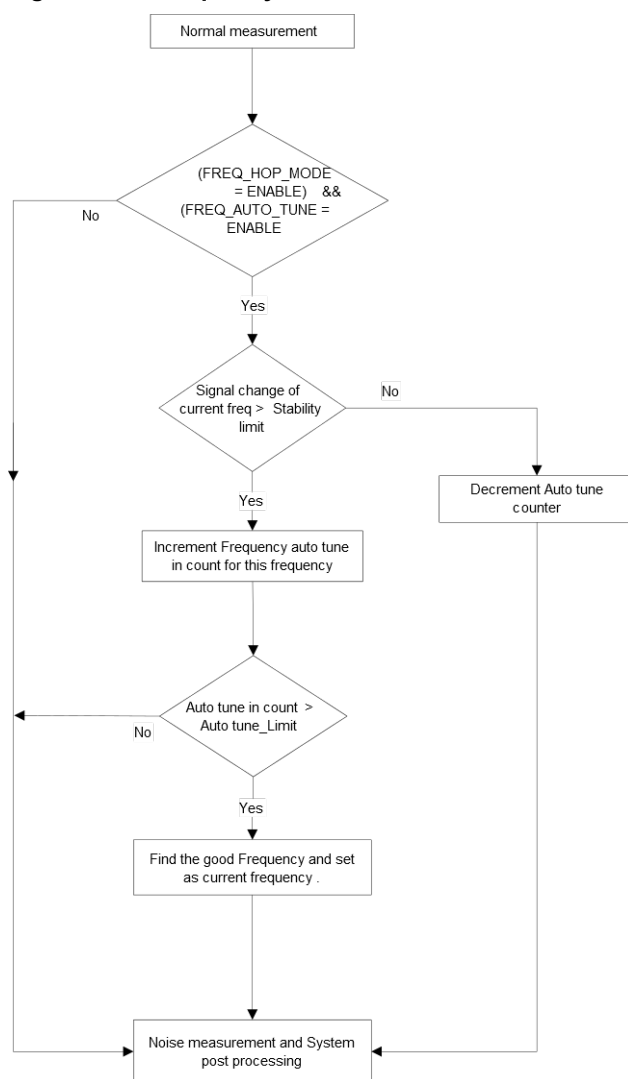 Normal measurement
(FREQ_HOP_MODE
= ENABLE) &&
(FREQ_AUTO_TUNE =
ENABLE
No
Yes
Signal change of
current freq > Stability
limit
No
Decrement Auto tune
counter
Yes
Increment Frequency auto tune
in count for this frequency
Auto tune in count >
Auto tune_Limit
No
Yes
Find the good Frequency and set
as current frequency .
Noise measurement and System
post processing